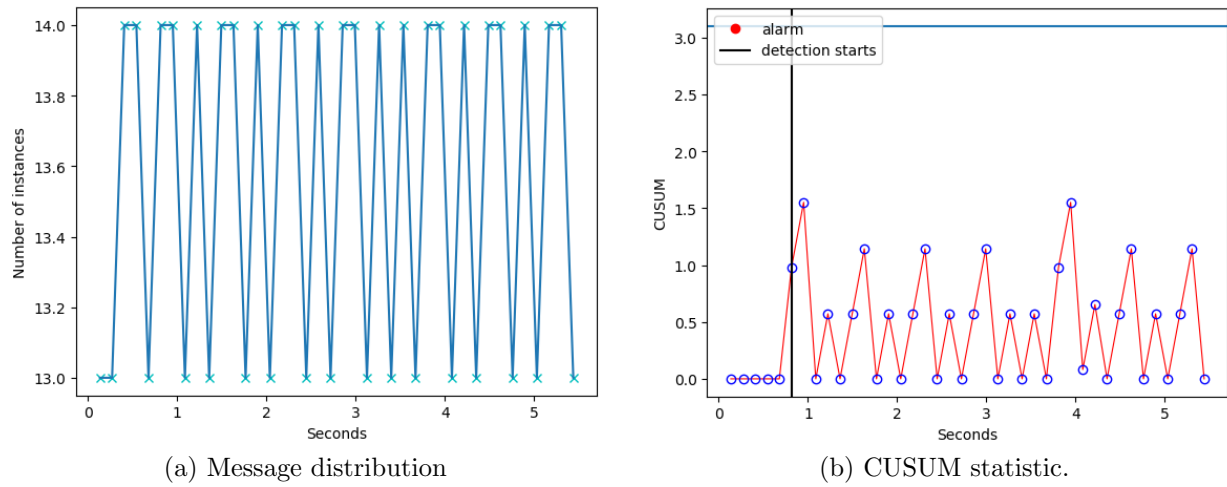 14.0
13.8
13.6
13.4
13.2
13.0
Number of instances
0 1 2 3 4 5
Seconds
(a) Message distribution
alarm
detection starts
3.0
2.5
2.0
1.5
1.0
0.5
0.0
CUSUM
0 1 2 3 4 5
Seconds
(b) CUSUM statistic.